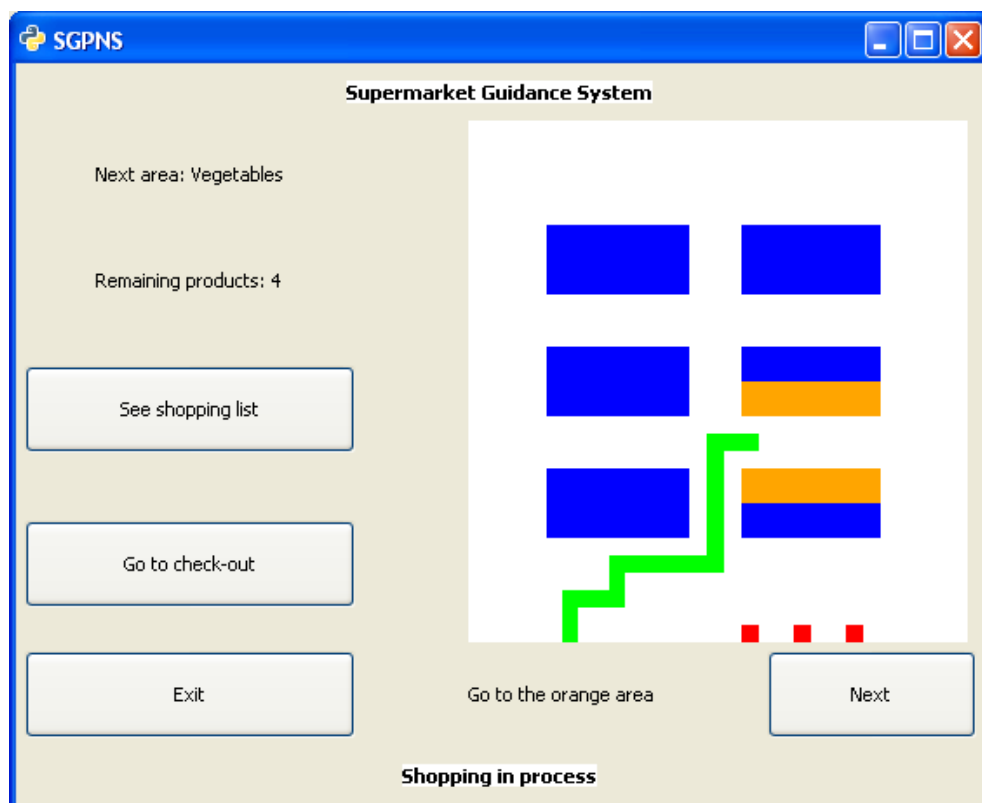 SGPNS
Supermarket Guidance System
Next area: Vegetables
Remaining products: 4
See shopping list
Go to check-out
Exit
Go to the orange area
Next
Shopping in process